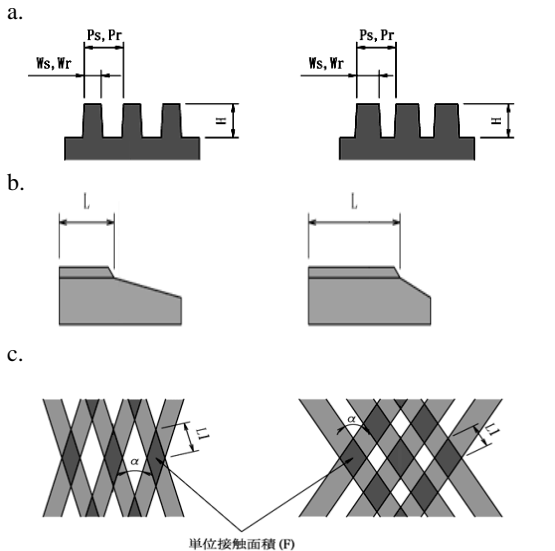 a.
Ps, Pr
Ps, Pr
Ws, Wr
Ws, Wr
H
H
b.
L
L
c.
α
L1
α
L1
単位接触面積 (F)